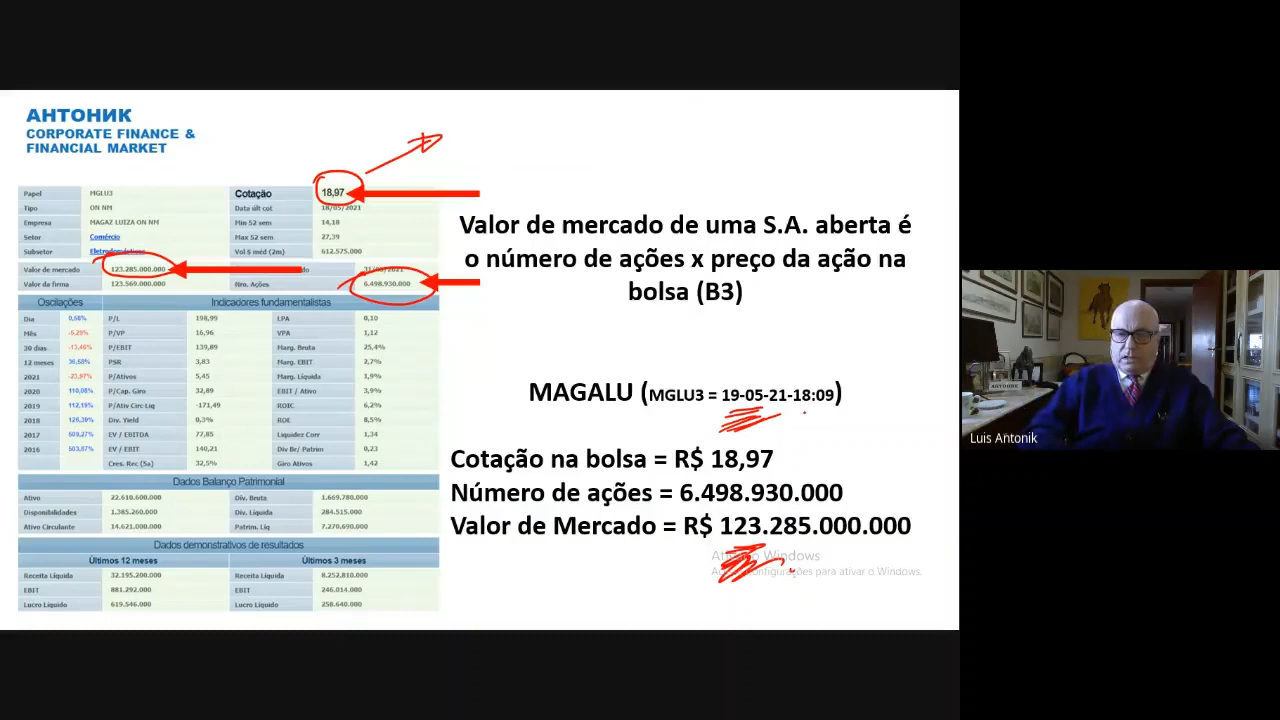 АНТОНИК
CORPORATE FINANCE &
FINANCIAL MARKET
Papel MGLU3 Cotação 18,97
Tipo ON NM Data últ cot 18/05/2021
Empresa MAGAZ LUIZA ON NM Min 52 sem 14,18
Setor Comércio Max 52 sem 27,39
Subsetor Vol $ méd (2m) 612.575.000
Valor de mercado 123.285.000.000
Valor da firma 123.569.000.000 Nro. Ações 6.498.930.000
Oscilações Indicadores fundamentalistas
Dia 0,58% P/L 198,99 LPA 0,10
Mês -6,29% P/VP 16,96 VPA 1,12
30 dias P/EBIT 139,89 Marg. Bruta 25,4%
12 meses 36,58% PSR 3,83 Marg. EBIT 2,7%
2021 -23,97% P/Ativos 5,45 Marg. Líquida 1,9%
2020 110,08% P/Cap. Giro 32,89 EBIT / Ativo 3,9%
2019 112,19% P/Ativ Circ Liq -171,49 ROIC 6,2%
2018 126,39% Div. Yield 0,3% ROE 8,5%
2017 EV / EBITDA 77,85 Liquidez Corr 1,34
2016 EV / EBIT 140,21 Div Br/ Patrim 0,23
Cres. Rec (5a) 32,5% Giro Ativos 1,42
Dados Balanço Patrimonial
Ativo 22.610.600.000 Dív. Bruta 1.669.780.000
Disponibilidades 1.385.260.000 Dív. Líquida 284.515.000
Ativo Circulante 14.621.000.000 Patrim. Líq 7.270.690.000
Dados demonstrativos de resultados
Últimos 12 meses Últimos 3 meses
Receita Líquida 32.195.200.000 Receita Líquida 8.252.810.000
EBIT 881.292.000 EBIT 246.014.000
Lucro Líquido 619.546.000 Lucro Líquido 258.640.000
Valor de mercado de uma S.A. aberta é
o número de ações x preço da ação na
bolsa (B3)
MAGALU (MGLU3 = 19-05-21-18:09)
Cotação na bolsa = R$ 18,97
Número de ações = 6.498.930.000
Valor de Mercado = R$ 123.285.000.000
Windows
para ativar o Windows.
Luis Antonik